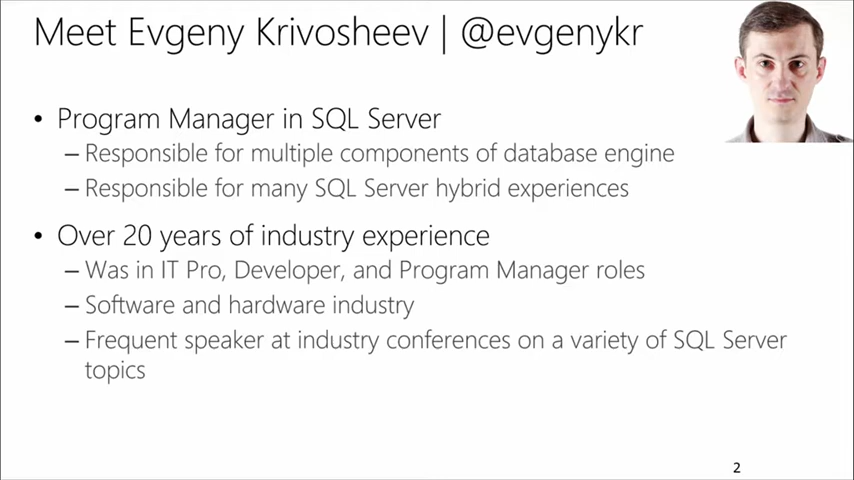 Meet Evgeny Krivosheev | @evgenykr
• Program Manager in SQL Server
– Responsible for multiple components of database engine
– Responsible for many SQL Server hybrid experiences
• Over 20 years of industry experience
– Was in IT Pro, Developer, and Program Manager roles
– Software and hardware industry
– Frequent speaker at industry conferences on a variety of SQL Server
topics
2